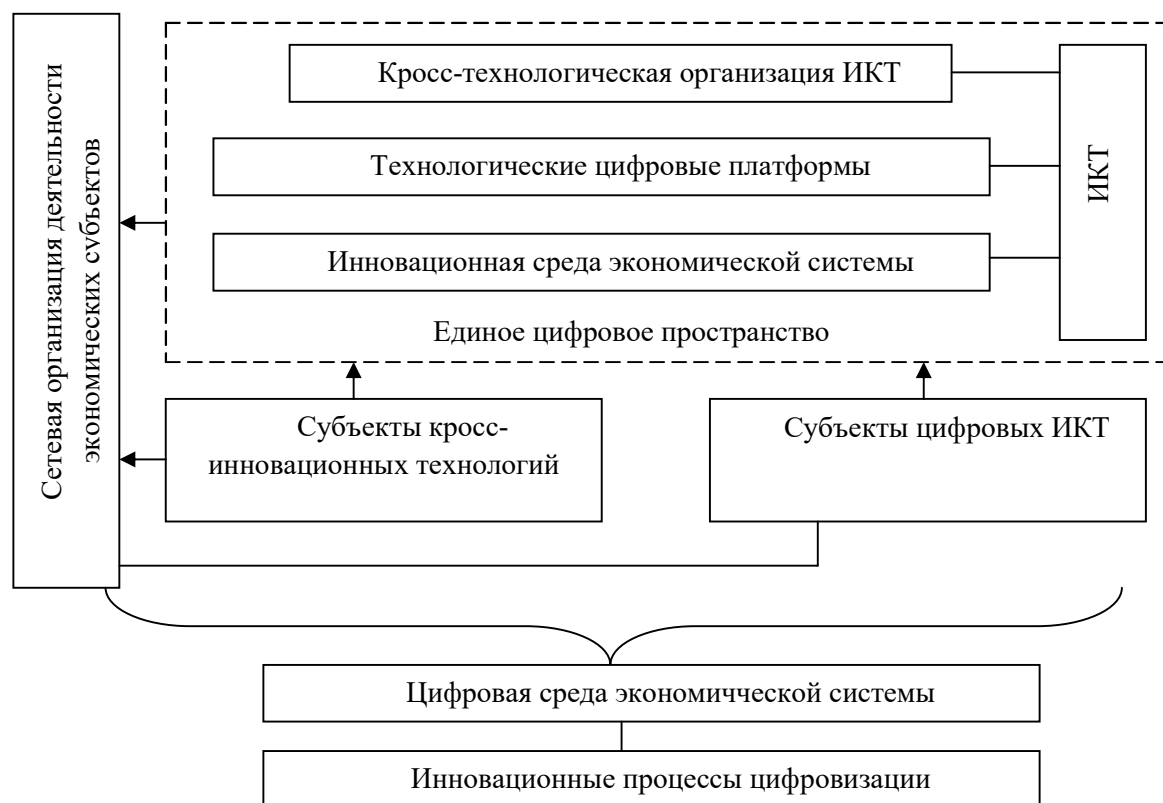 Сетевая организация деятельности
экономических субъектов
Кросс-технологическая организация ИКТ
Технологические цифровые платформы
Инновационная среда экономической системы
ИКТ
Единое цифровое пространство
Субъекты кросс-
инновационных технологий
Субъекты цифровых ИКТ
Цифровая среда экономиччеcкой системы
Инновационные процессы цифровизации